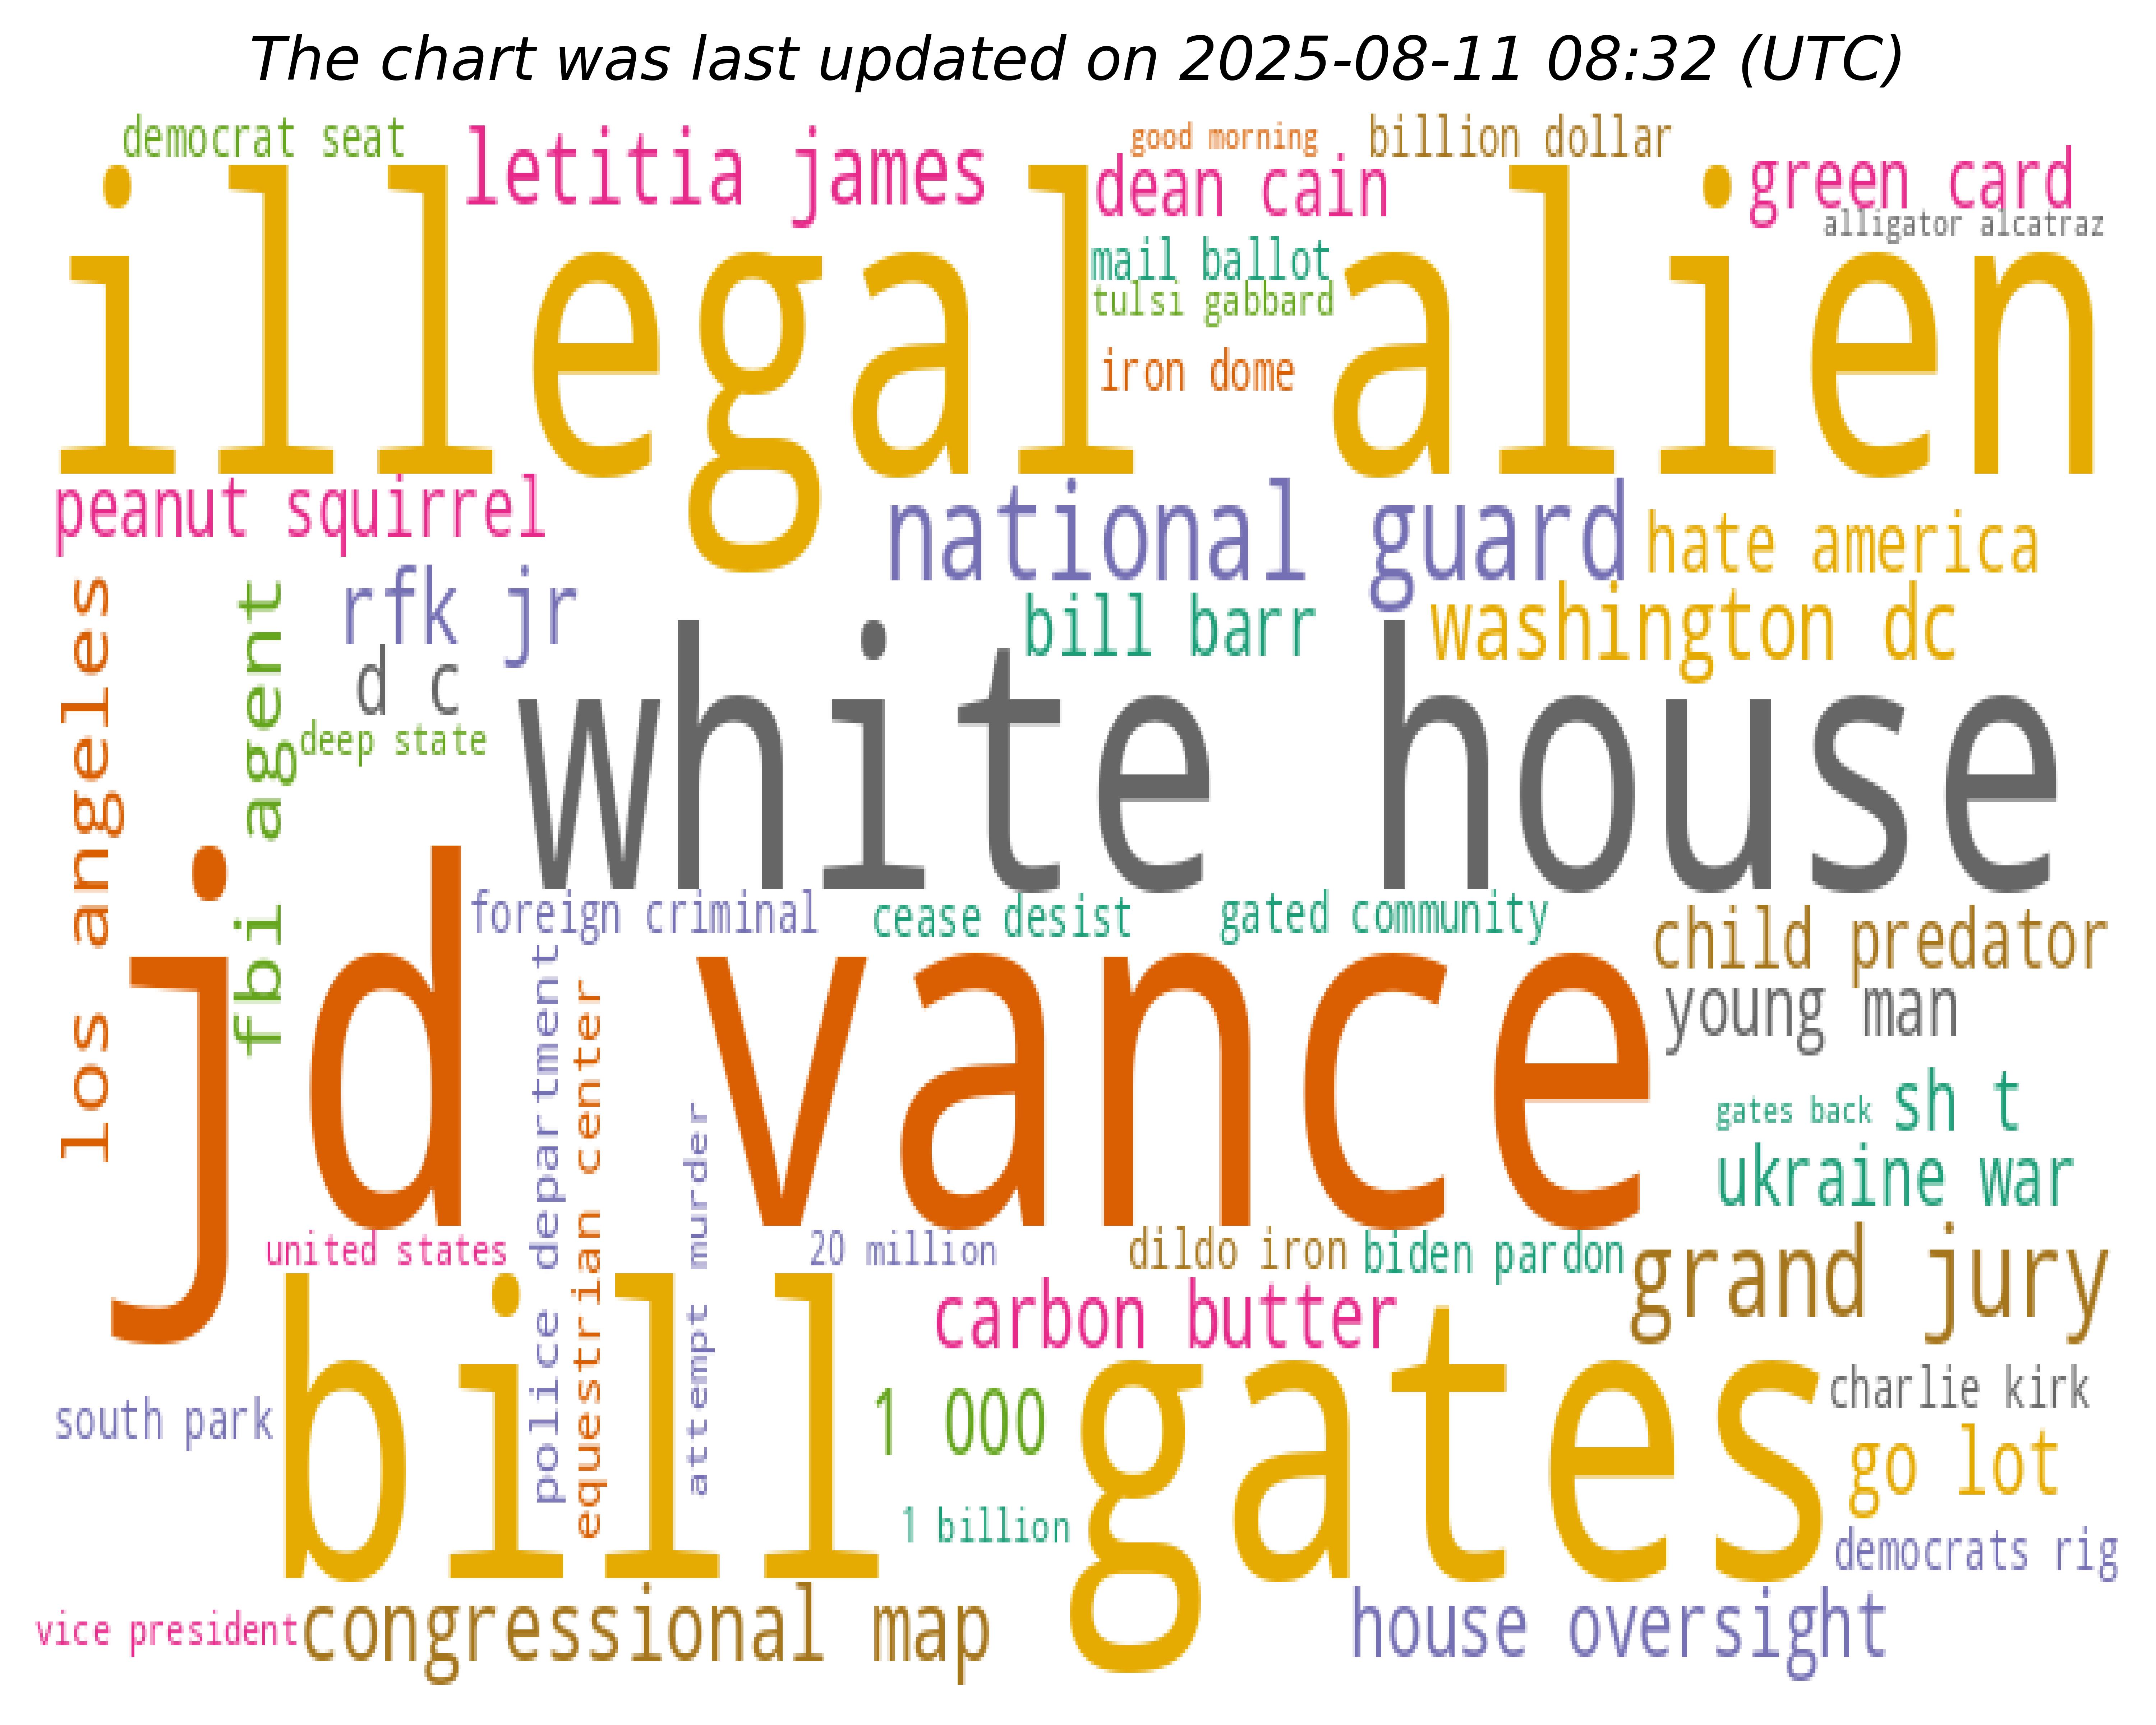 The chart was last updated on 2025-08-11 08:32 (UTC)
democrat seat
letitia james
good morning
billion dollar
dean cain
green card
alligator alcatraz
illegal alien
mail ballot
tulsi gabbard
iron dome
peanut squirrel
national guard
hate america
los angeles
fbi agent
rfk jr
bill barr
washington dc
d c
deep state
white house
foreign criminal
cease desist
gated community
child predator
jd vance
young man
police department
equestrian center
attempt murder
gates back
sh t
ukraine war
united states
20 million
dildo iron
biden pardon
grand jury
carbon butter
bill gates
south park
1 000
charlie kirk
go lot
1 billion
democrats rig
vice president
congressional map
house oversight